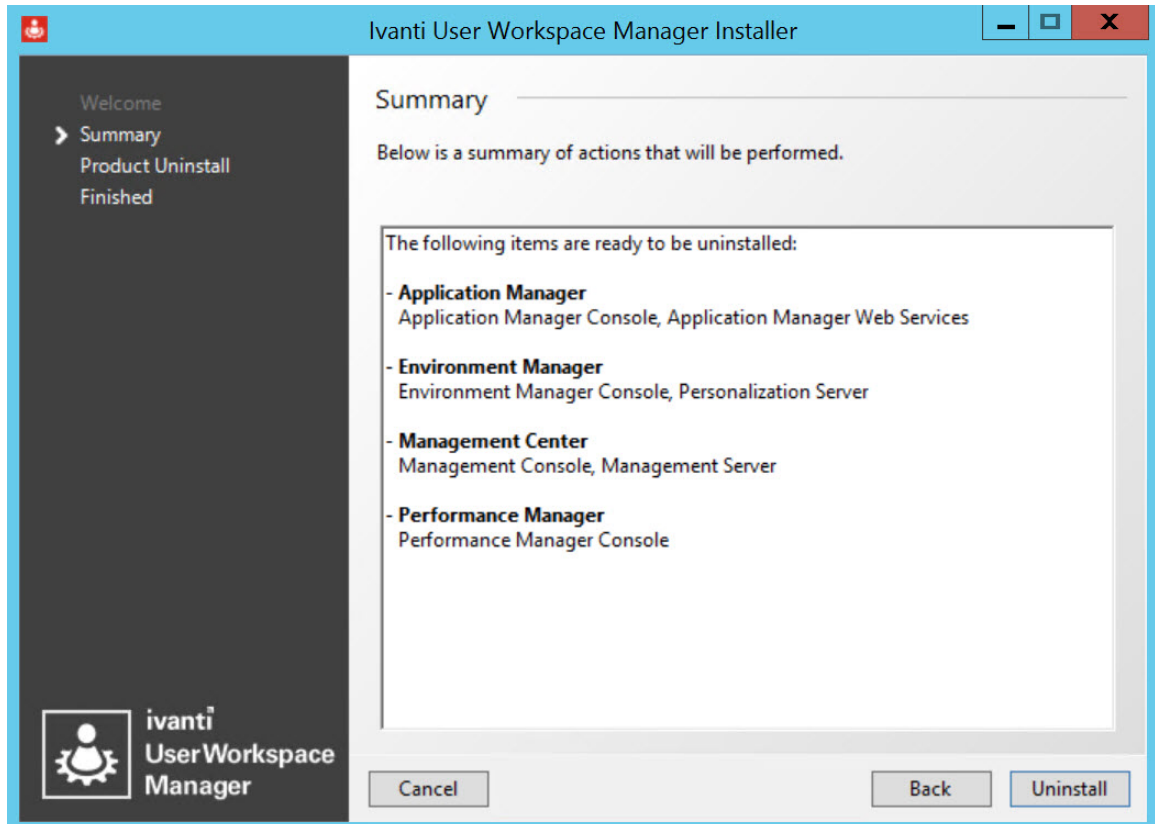 Ivanti User Workspace Manager Installer
Welcome
Summary
Product Uninstall
Finished
Summary
Below is a summary of actions that will be performed.
The following items are ready to be uninstalled:
- Application Manager
Application Manager Console, Application Manager Web Services
- Environment Manager
Environment Manager Console, Personalization Server
- Management Center
Management Console, Management Server
- Performance Manager
Performance Manager Console
ivanti
User Workspace
Manager
Cancel
Back
Uninstall